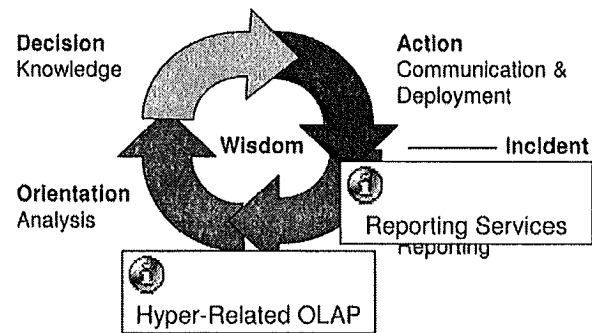 Decision
Knowledge
Action
Communication &
Deployment
Wisdom
Incident
Orientation
Analysis
Reporting Services
Reporting
Hyper-Related OLAP